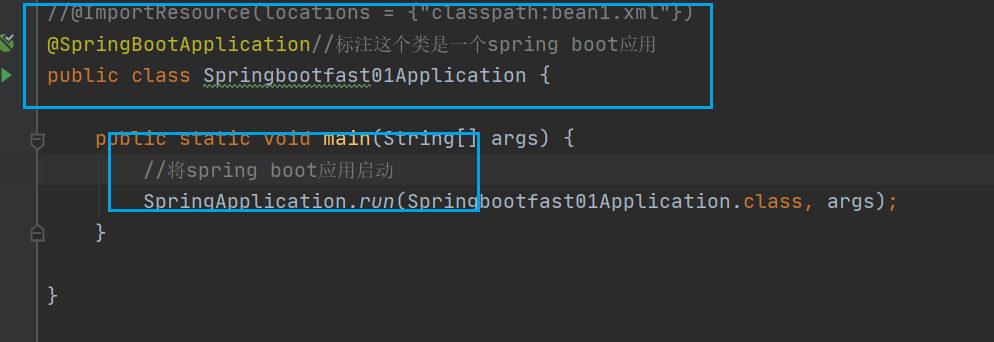 //@ImportResource(locations = {"classpath:bean1.xml"})
@SpringBootApplication//标注这个类是一个spring boot应用
public class Springbootfast01Application {
public static void main(String[] args) {
//将spring boot应用启动
SpringApplication.run(Springbootfast01Application.class, args);
}
}